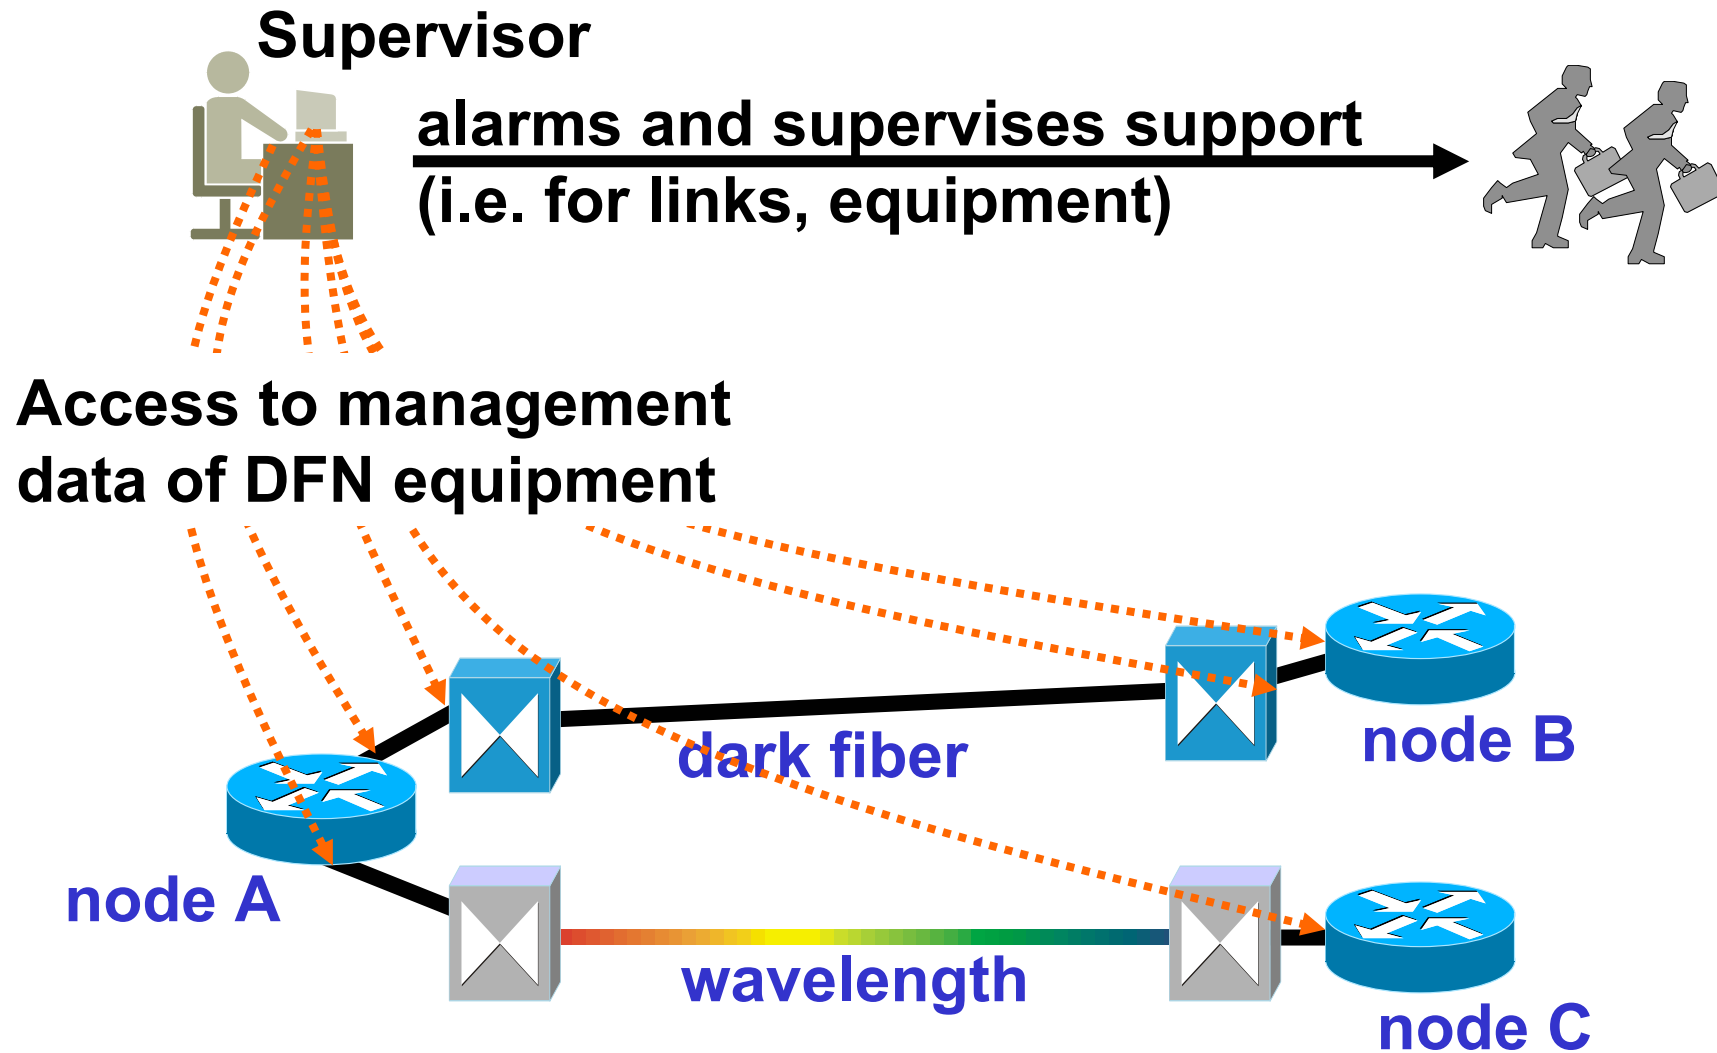 Supervisor
alarms and supervises support
(i.e. for links, equipment)
Access to management
data of DFN equipment
dark fiber
node B
node A
wavelength
node C